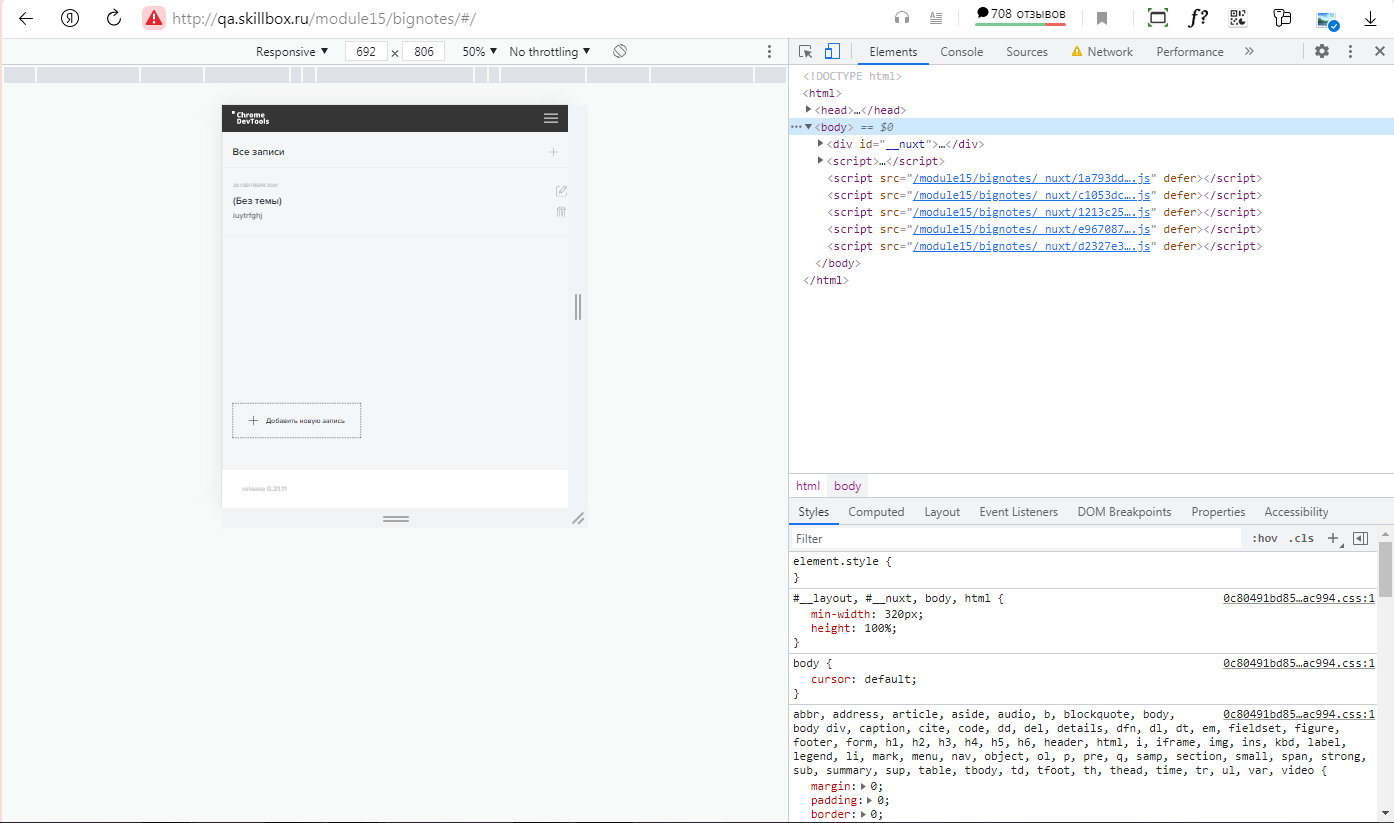 http://qa.skillbox.ru/module15/bignotes/#/
708 отзывов
Responsive ▼ 692 x 806 50% ▼ No throttling ▼
Elements Console Sources Network Performance »
Chrome
DevTools
Все записи
(Без темы)
iuytrfghj
Добавить новую запись
release 0.21.11
<!DOCTYPE html>
<html>
<head>…</head>
<body> == $0
<div id="__nuxt">…</div>
<script>…</script>
<script src="/module15/bignotes/_nuxt/1a793dd….js" defer></script>
<script src="/module15/bignotes/_nuxt/c1053dc….js" defer></script>
<script src="/module15/bignotes/_nuxt/1213c25….js" defer></script>
<script src="/module15/bignotes/_nuxt/e967087….js" defer></script>
<script src="/module15/bignotes/_nuxt/d2327e3….js" defer></script>
</body>
</html>
html body
Styles Computed Layout Event Listeners DOM Breakpoints Properties Accessibility
Filter :hov .cls +
element.style {
}
#__layout, #__nuxt, body, html { 0c80491bd85…ac994.css:1
min-width: 320px;
height: 100%;
}
body { 0c80491bd85…ac994.css:1
cursor: default;
}
abbr, address, article, aside, audio, b, blockquote, body, 0c80491bd85…ac994.css:1
body div, caption, cite, code, dd, del, details, dfn, dl, dt, em, fieldset, figure,
footer, form, h1, h2, h3, h4, h5, h6, header, html, i, iframe, img, ins, kbd, label,
legend, li, mark, menu, nav, object, ol, p, pre, q, samp, section, small, span, strong,
sub, summary, sup, table, tbody, td, tfoot, th, thead, time, tr, ul, var, video {
margin: 0;
padding: 0;
border: 0;